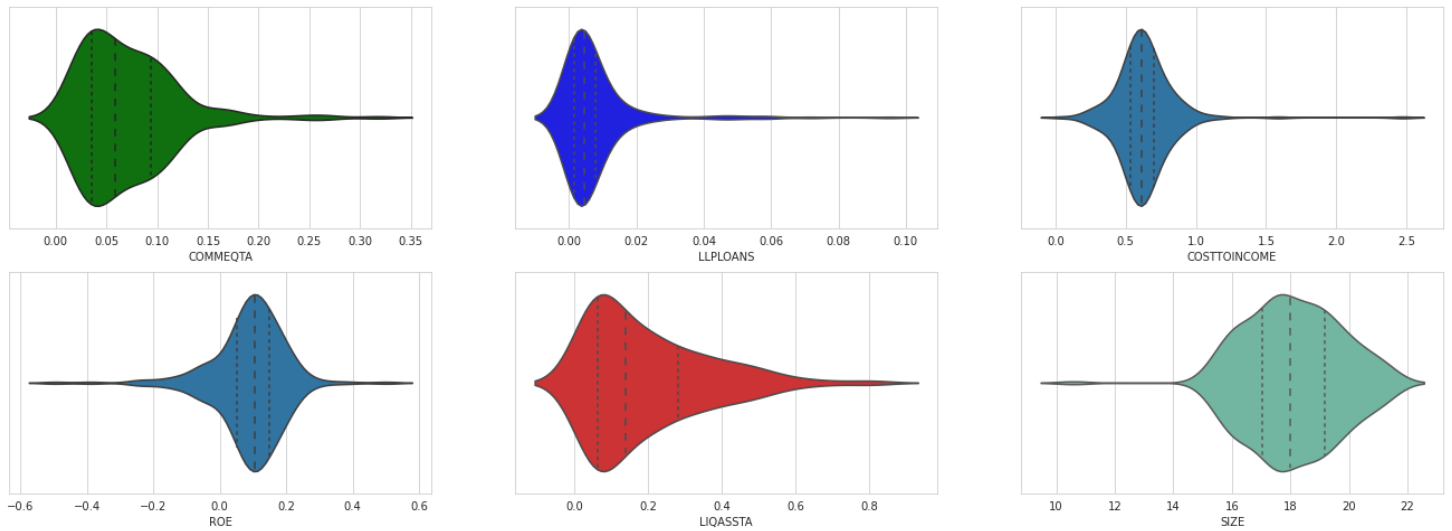 0.00 0.05 0.10 0.15 0.20 0.25 0.30 0.35
COMMEQTA
0.00 0.02 0.04 0.06 0.08 0.10
LLPLOANS
0.0 0.5 1.0 1.5 2.0 2.5
COSTTOINCOME
−0.6 −0.4 −0.2 0.0 0.2 0.4 0.6
ROE
0.0 0.2 0.4 0.6 0.8
LIQASSTA
10 12 14 16 18 20 22
SIZE